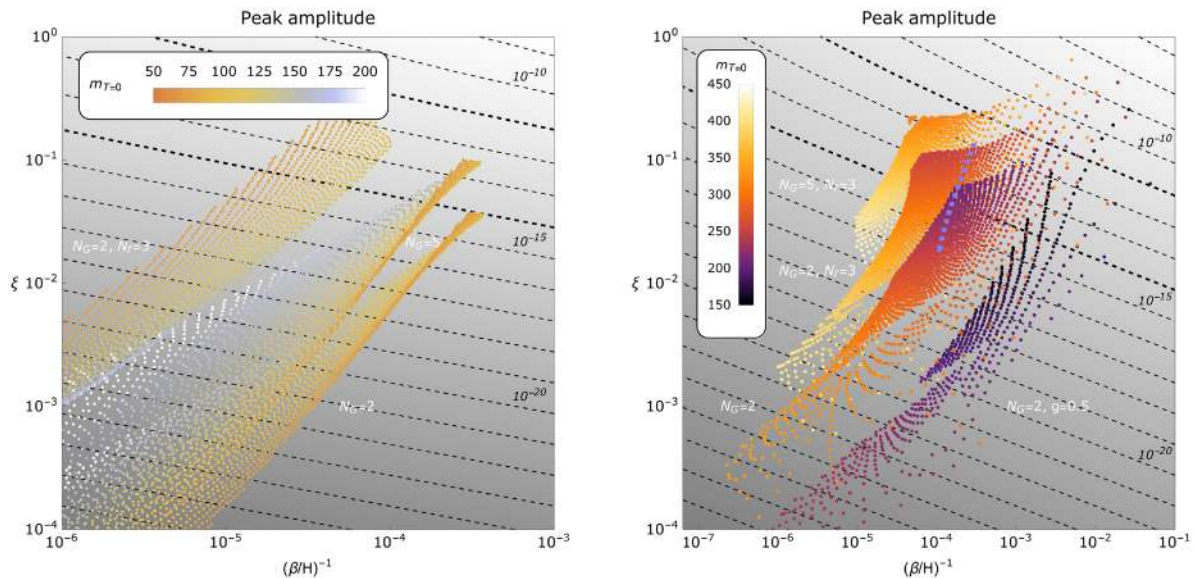 Peak amplitude
10⁰
10⁻¹
10⁻²
10⁻³
10⁻⁴
ξ
m_{T=0}
50 75 100 125 150 175 200
10⁻¹⁰
10⁻¹⁵
10⁻²⁰
N_G=2, N_f=3
N_G=5
N_G=2
10⁻⁶ 10⁻⁵ 10⁻⁴ 10⁻³
(β/H)⁻¹
Peak amplitude
10⁰
10⁻¹
10⁻²
10⁻³
10⁻⁴
ξ
m_{T=0}
450
400
350
300
250
200
150
10⁻¹⁰
10⁻¹⁵
10⁻²⁰
N_G=5, N_f=3
N_G=2, N_f=3
N_G=2
N_G=2, g=0.5
10⁻⁷ 10⁻⁶ 10⁻⁵ 10⁻⁴ 10⁻³ 10⁻² 10⁻¹
(β/H)⁻¹